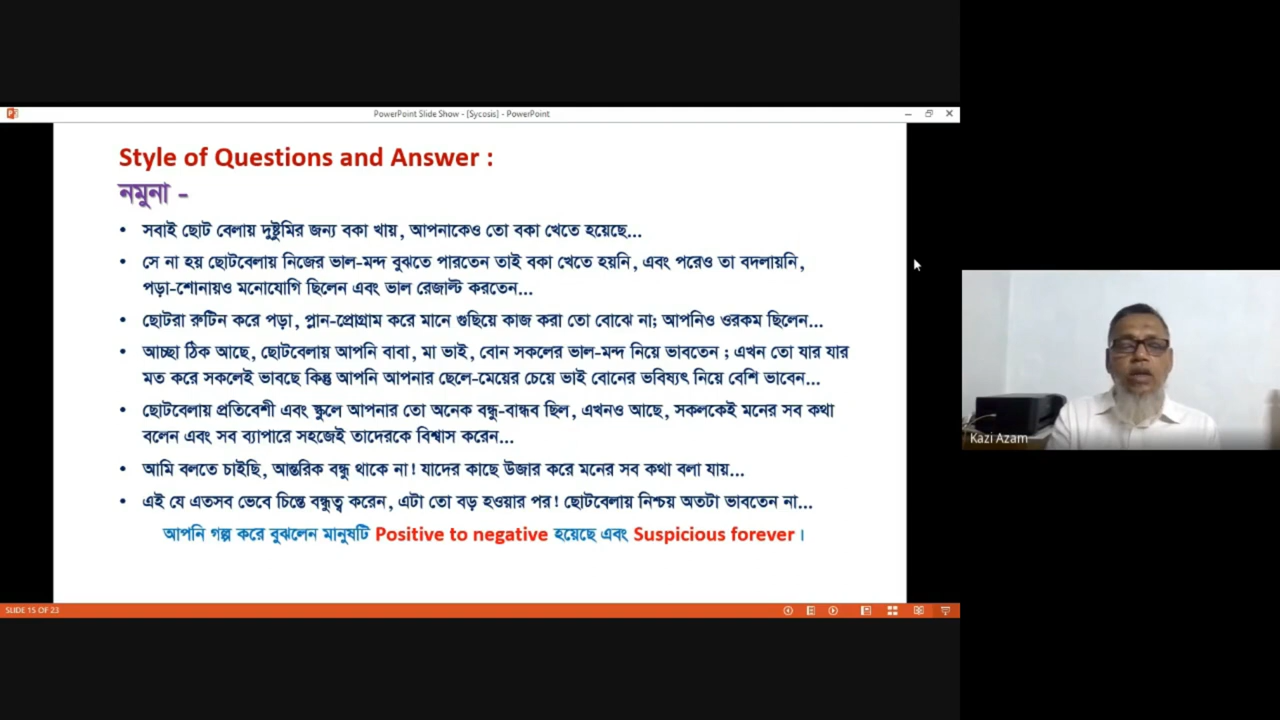 PowerPoint Slide Show - [Sycosis] - PowerPoint
Style of Questions and Answer :
নমুনা -
• সবাই ছোট বেলায় দুষ্টুমির জন্য বকা খায়, আপনাকেও তো বকা খেতে হয়েছে...
• সে না হয় ছোটবেলায় নিজের ভাল-মন্দ বুঝতে পারতেন তাই বকা খেতে হয়নি, এবং পরেও তা বদলায়নি,
পড়া-শোনায়ও মনোযোগি ছিলেন এবং ভাল রেজাল্ট করতেন...
• ছোটরা রুটিন করে পড়া, প্লান-প্রোগ্রাম করে মানে গুছিয়ে কাজ করা তো বোঝে না; আপনিও ওরকম ছিলেন...
• আচ্ছা ঠিক আছে, ছোটবেলায় আপনি বাবা, মা ভাই, বোন সকলের ভাল-মন্দ নিয়ে ভাবতেন ; এখন তো যার যার
মত করে সকলেই ভাবছে কিন্তু আপনি আপনার ছেলে-মেয়ের চেয়ে ভাই বোনের ভবিষ্যৎ নিয়ে বেশি ভাবেন...
• ছোটবেলায় প্রতিবেশী এবং স্কুলে আপনার তো অনেক বন্ধু-বান্ধব ছিল, এখনও আছে, সকলকেই মনের সব কথা
বলেন এবং সব ব্যাপারে সহজেই তাদেরকে বিশ্বাস করেন...
• আমি বলতে চাইছি, আন্তরিক বন্ধু থাকে না! যাদের কাছে উজার করে মনের সব কথা বলা যায়...
• এই যে এতসব ভেবে চিন্তে বন্ধুত্ব করেন, এটা তো বড় হওয়ার পর! ছোটবেলায় নিশ্চয় অতটা ভাবতেন না...
আপনি গল্প করে বুঝলেন মানুষটি Positive to negative হয়েছে এবং Suspicious forever।
Kazi Azam
SLIDE 15 OF 23